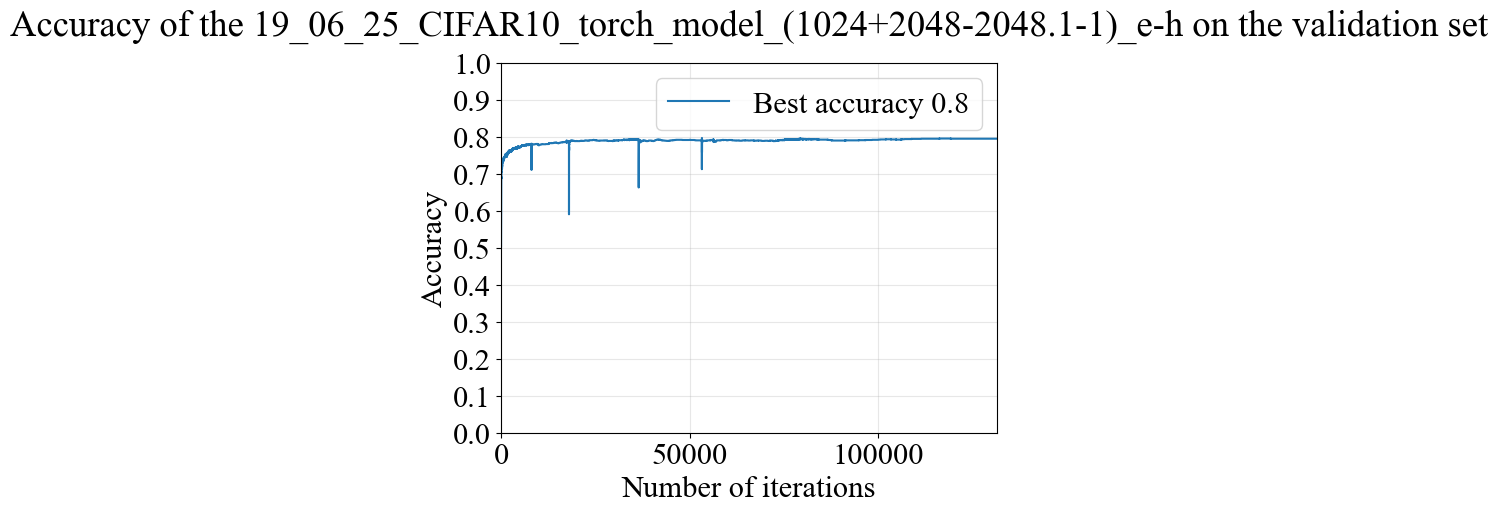 Accuracy of the 19_06_25_CIFAR10_torch_model_(1024+2048-2048.1-1)_e-h on the validation set
1.0
0.9
0.8
0.7
0.6
0.5
0.4
0.3
0.2
0.1
0.0
Accuracy
Best accuracy 0.8
0 50000 100000
Number of iterations